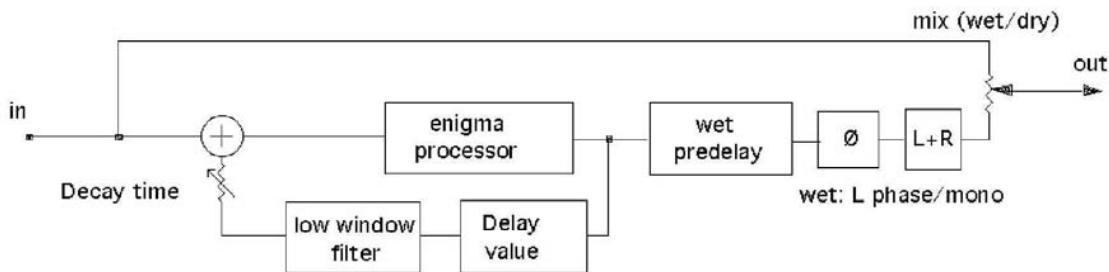 mix (wet/dry)
out
in
enigma
processor
wet
predelay
Ø
L+R
Decay time
wet: L phase/mono
low window
filter
Delay
value